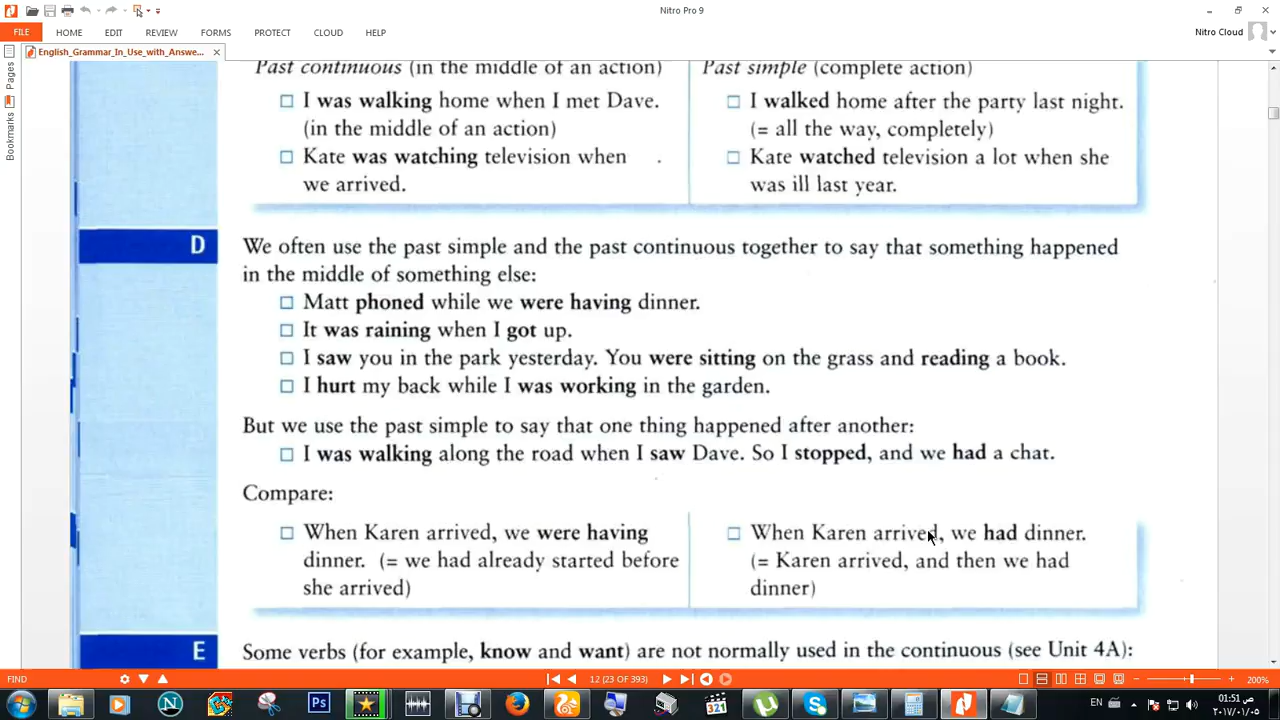 Nitro Pro 9
FILE HOME EDIT REVIEW FORMS PROTECT CLOUD HELP Nitro Cloud
English_Grammar_In_Use_with_Answe...
Pages
Bookmarks
Past continuous (in the middle of an action)
I was walking home when I met Dave.
(in the middle of an action)
Kate was watching television when
we arrived.
Past simple (complete action)
I walked home after the party last night.
(= all the way, completely)
Kate watched television a lot when she
was ill last year.
D
We often use the past simple and the past continuous together to say that something happened
in the middle of something else:
Matt phoned while we were having dinner.
It was raining when I got up.
I saw you in the park yesterday. You were sitting on the grass and reading a book.
I hurt my back while I was working in the garden.
But we use the past simple to say that one thing happened after another:
I was walking along the road when I saw Dave. So I stopped, and we had a chat.
Compare:
When Karen arrived, we were having
dinner. (= we had already started before
she arrived)
When Karen arrived, we had dinner.
(= Karen arrived, and then we had
dinner)
E
Some verbs (for example, know and want) are not normally used in the continuous (see Unit 4A):
FIND 12 (23 OF 393) 200%
Ps 321 EN
01:51 ص
٢٠١٧/٠١/٠٥